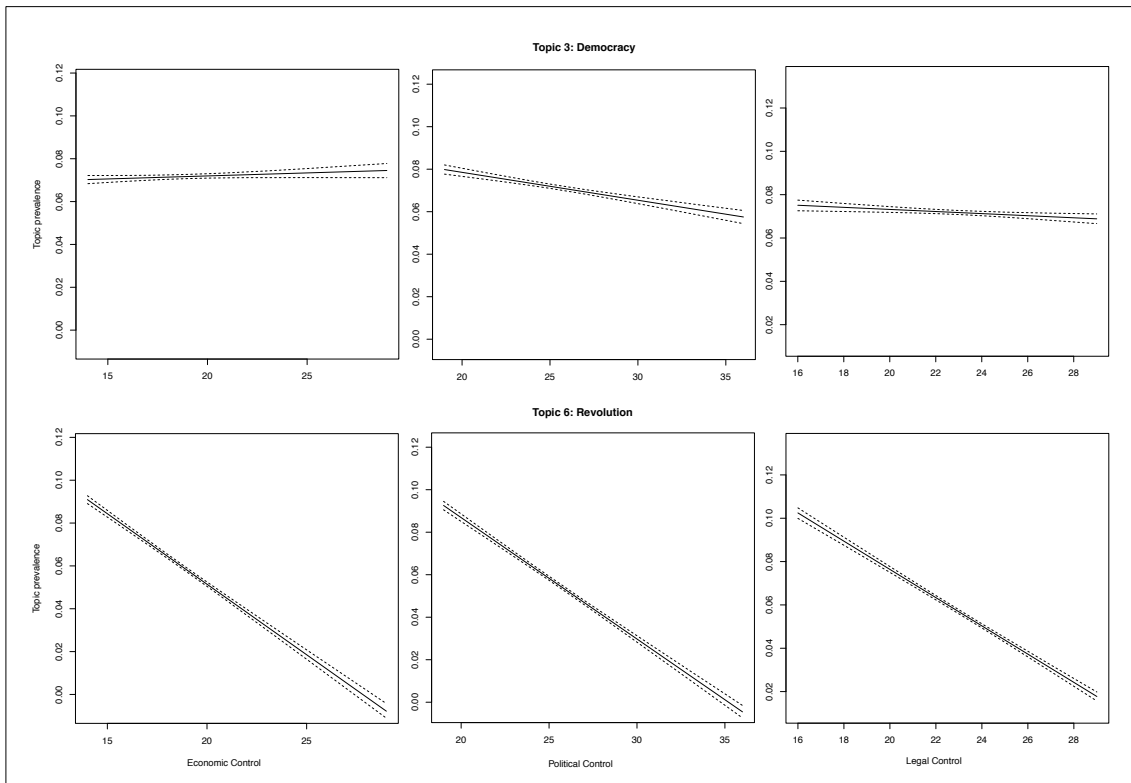 Topic 3: Democracy
Topic prevalence
0.00 0.02 0.04 0.06 0.08 0.10 0.12
15 20 25
0.00 0.02 0.04 0.06 0.08 0.10 0.12
20 25 30 35
0.02 0.04 0.06 0.08 0.10 0.12
16 18 20 22 24 26 28
Topic 6: Revolution
Topic prevalence
0.00 0.02 0.04 0.06 0.08 0.10 0.12
15 20 25
Economic Control
0.00 0.02 0.04 0.06 0.08 0.10 0.12
20 25 30 35
Political Control
0.02 0.04 0.06 0.08 0.10 0.12
16 18 20 22 24 26 28
Legal Control